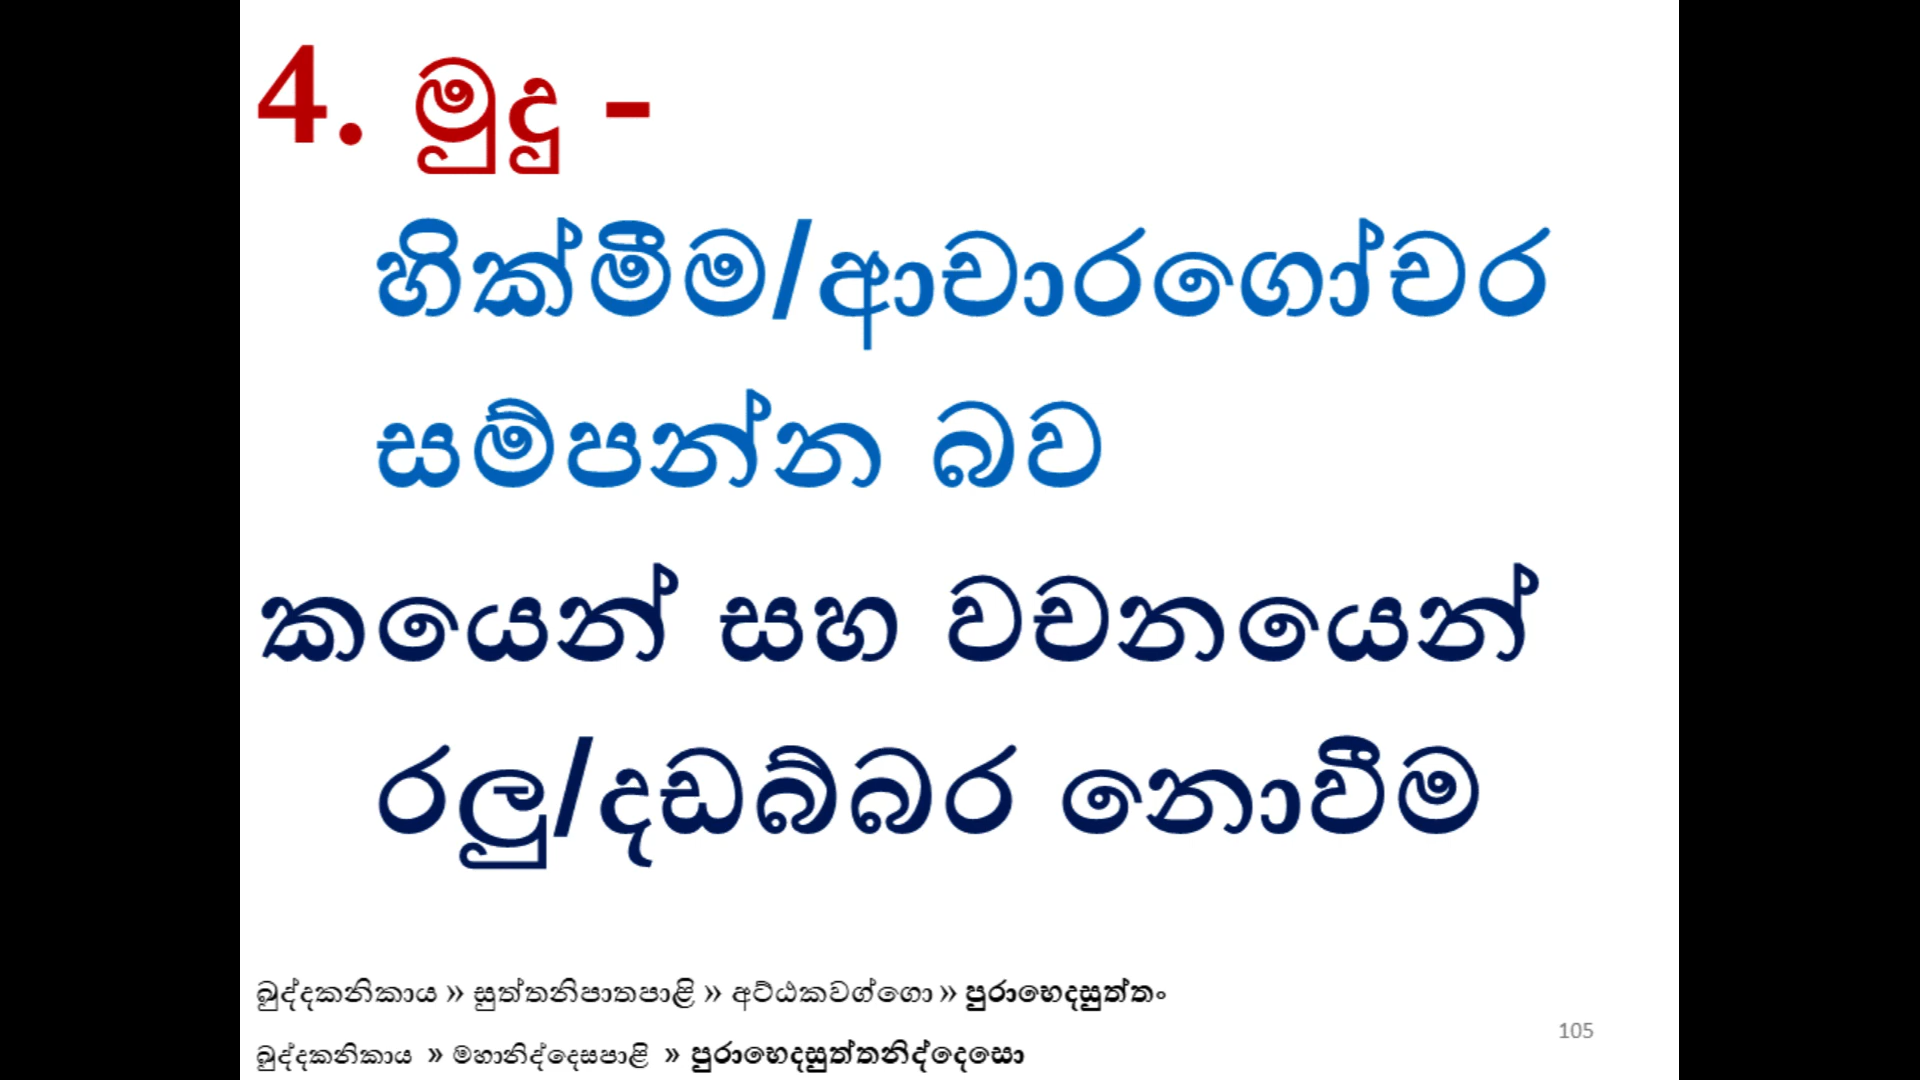 4. මුදු -
හික්මීම/ආචාරගෝචර
සම්පන්න බව
කයෙන් සහ වචනයෙන්
රලු/දඩබ්බර නොවීම
ඛුද්දකනිකාය » සුත්තනිපාතපාළි » අට්ඨකවග්ගො » පුරාභෙදසුත්තං
105
ඛුද්දකනිකාය » මහානිද්දෙසපාළි » පුරාභෙදසුත්තනිද්දෙසො